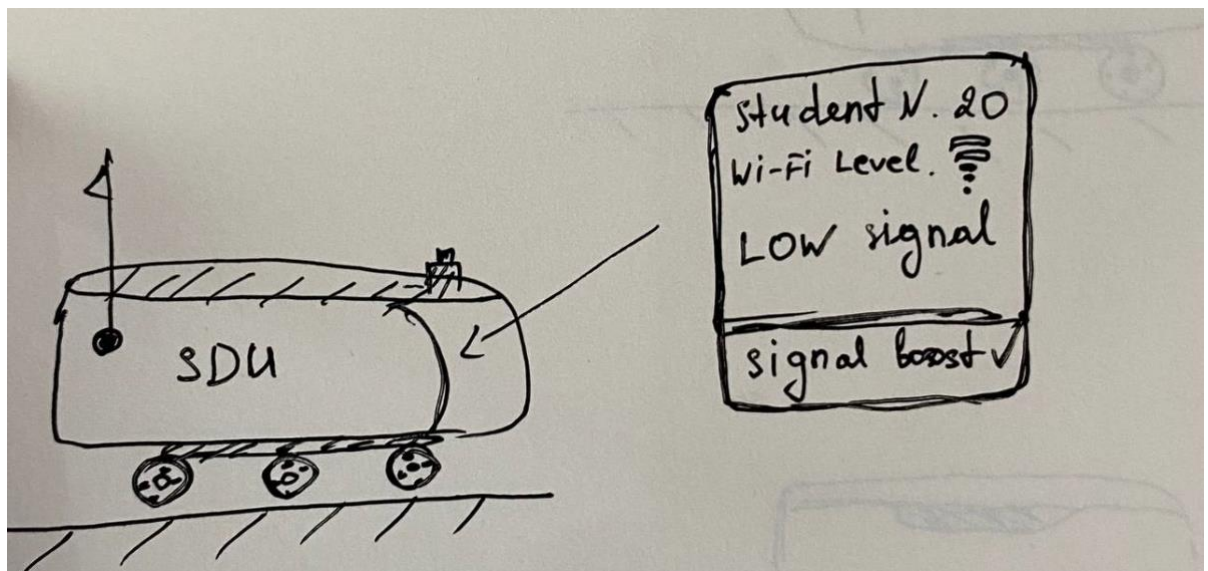 SDU
Student N. 20
Wi-Fi Level.
LOW signal
signal boost ✓